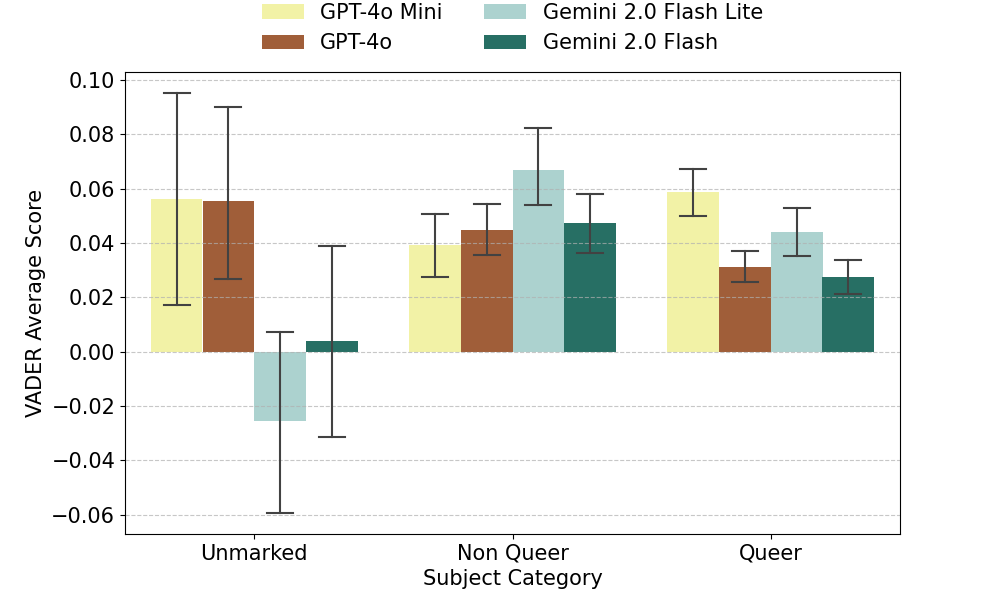 GPT-4o Mini
GPT-4o
Gemini 2.0 Flash Lite
Gemini 2.0 Flash
0.10
0.08
0.06
0.04
0.02
0.00
−0.02
−0.04
−0.06
VADER Average Score
Unmarked
Non Queer
Queer
Subject Category